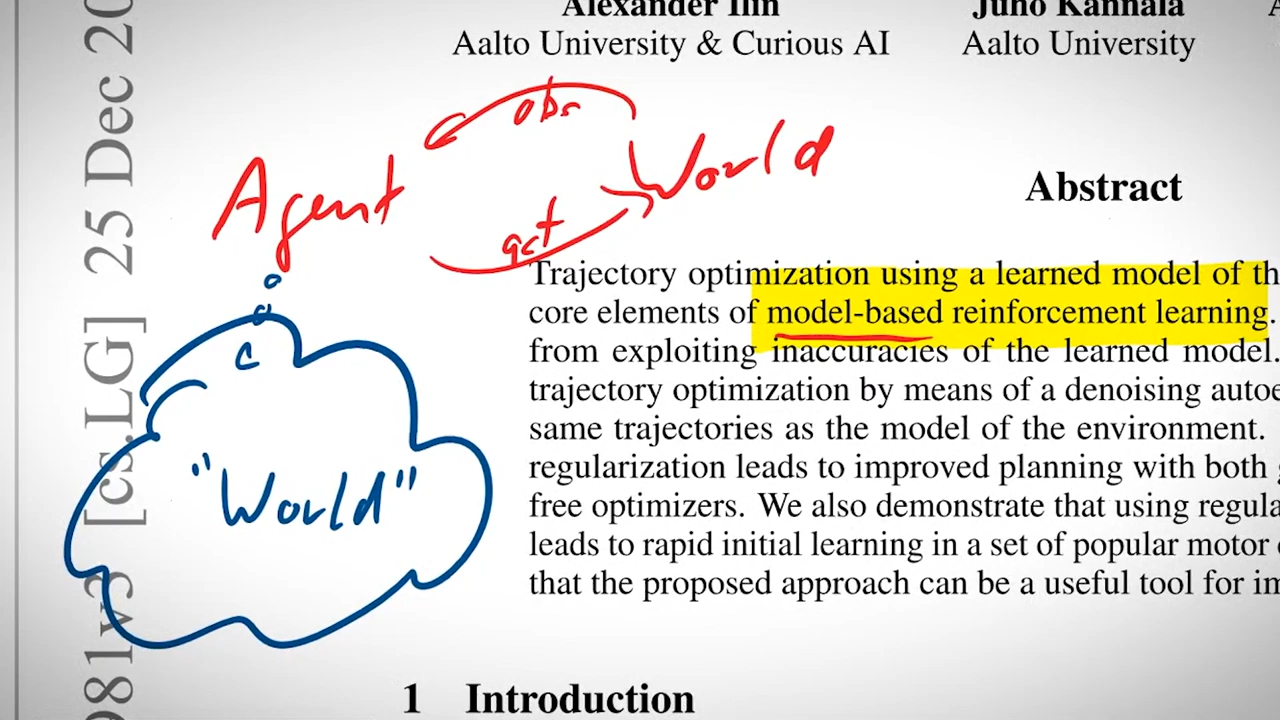 Alexander Ilin
Juho Kannala
Aalto University & Curious AI
Aalto University
obs
Agent
World
act
Abstract
Trajectory optimization using a learned model of th
core elements of model-based reinforcement learning.
from exploiting inaccuracies of the learned model.
trajectory optimization by means of a denoising autoe
same trajectories as the model of the environment.
regularization leads to improved planning with both g
free optimizers. We also demonstrate that using regula
leads to rapid initial learning in a set of popular motor c
that the proposed approach can be a useful tool for im
"World"
1 Introduction
981v3 [cs.LG] 25 Dec 20